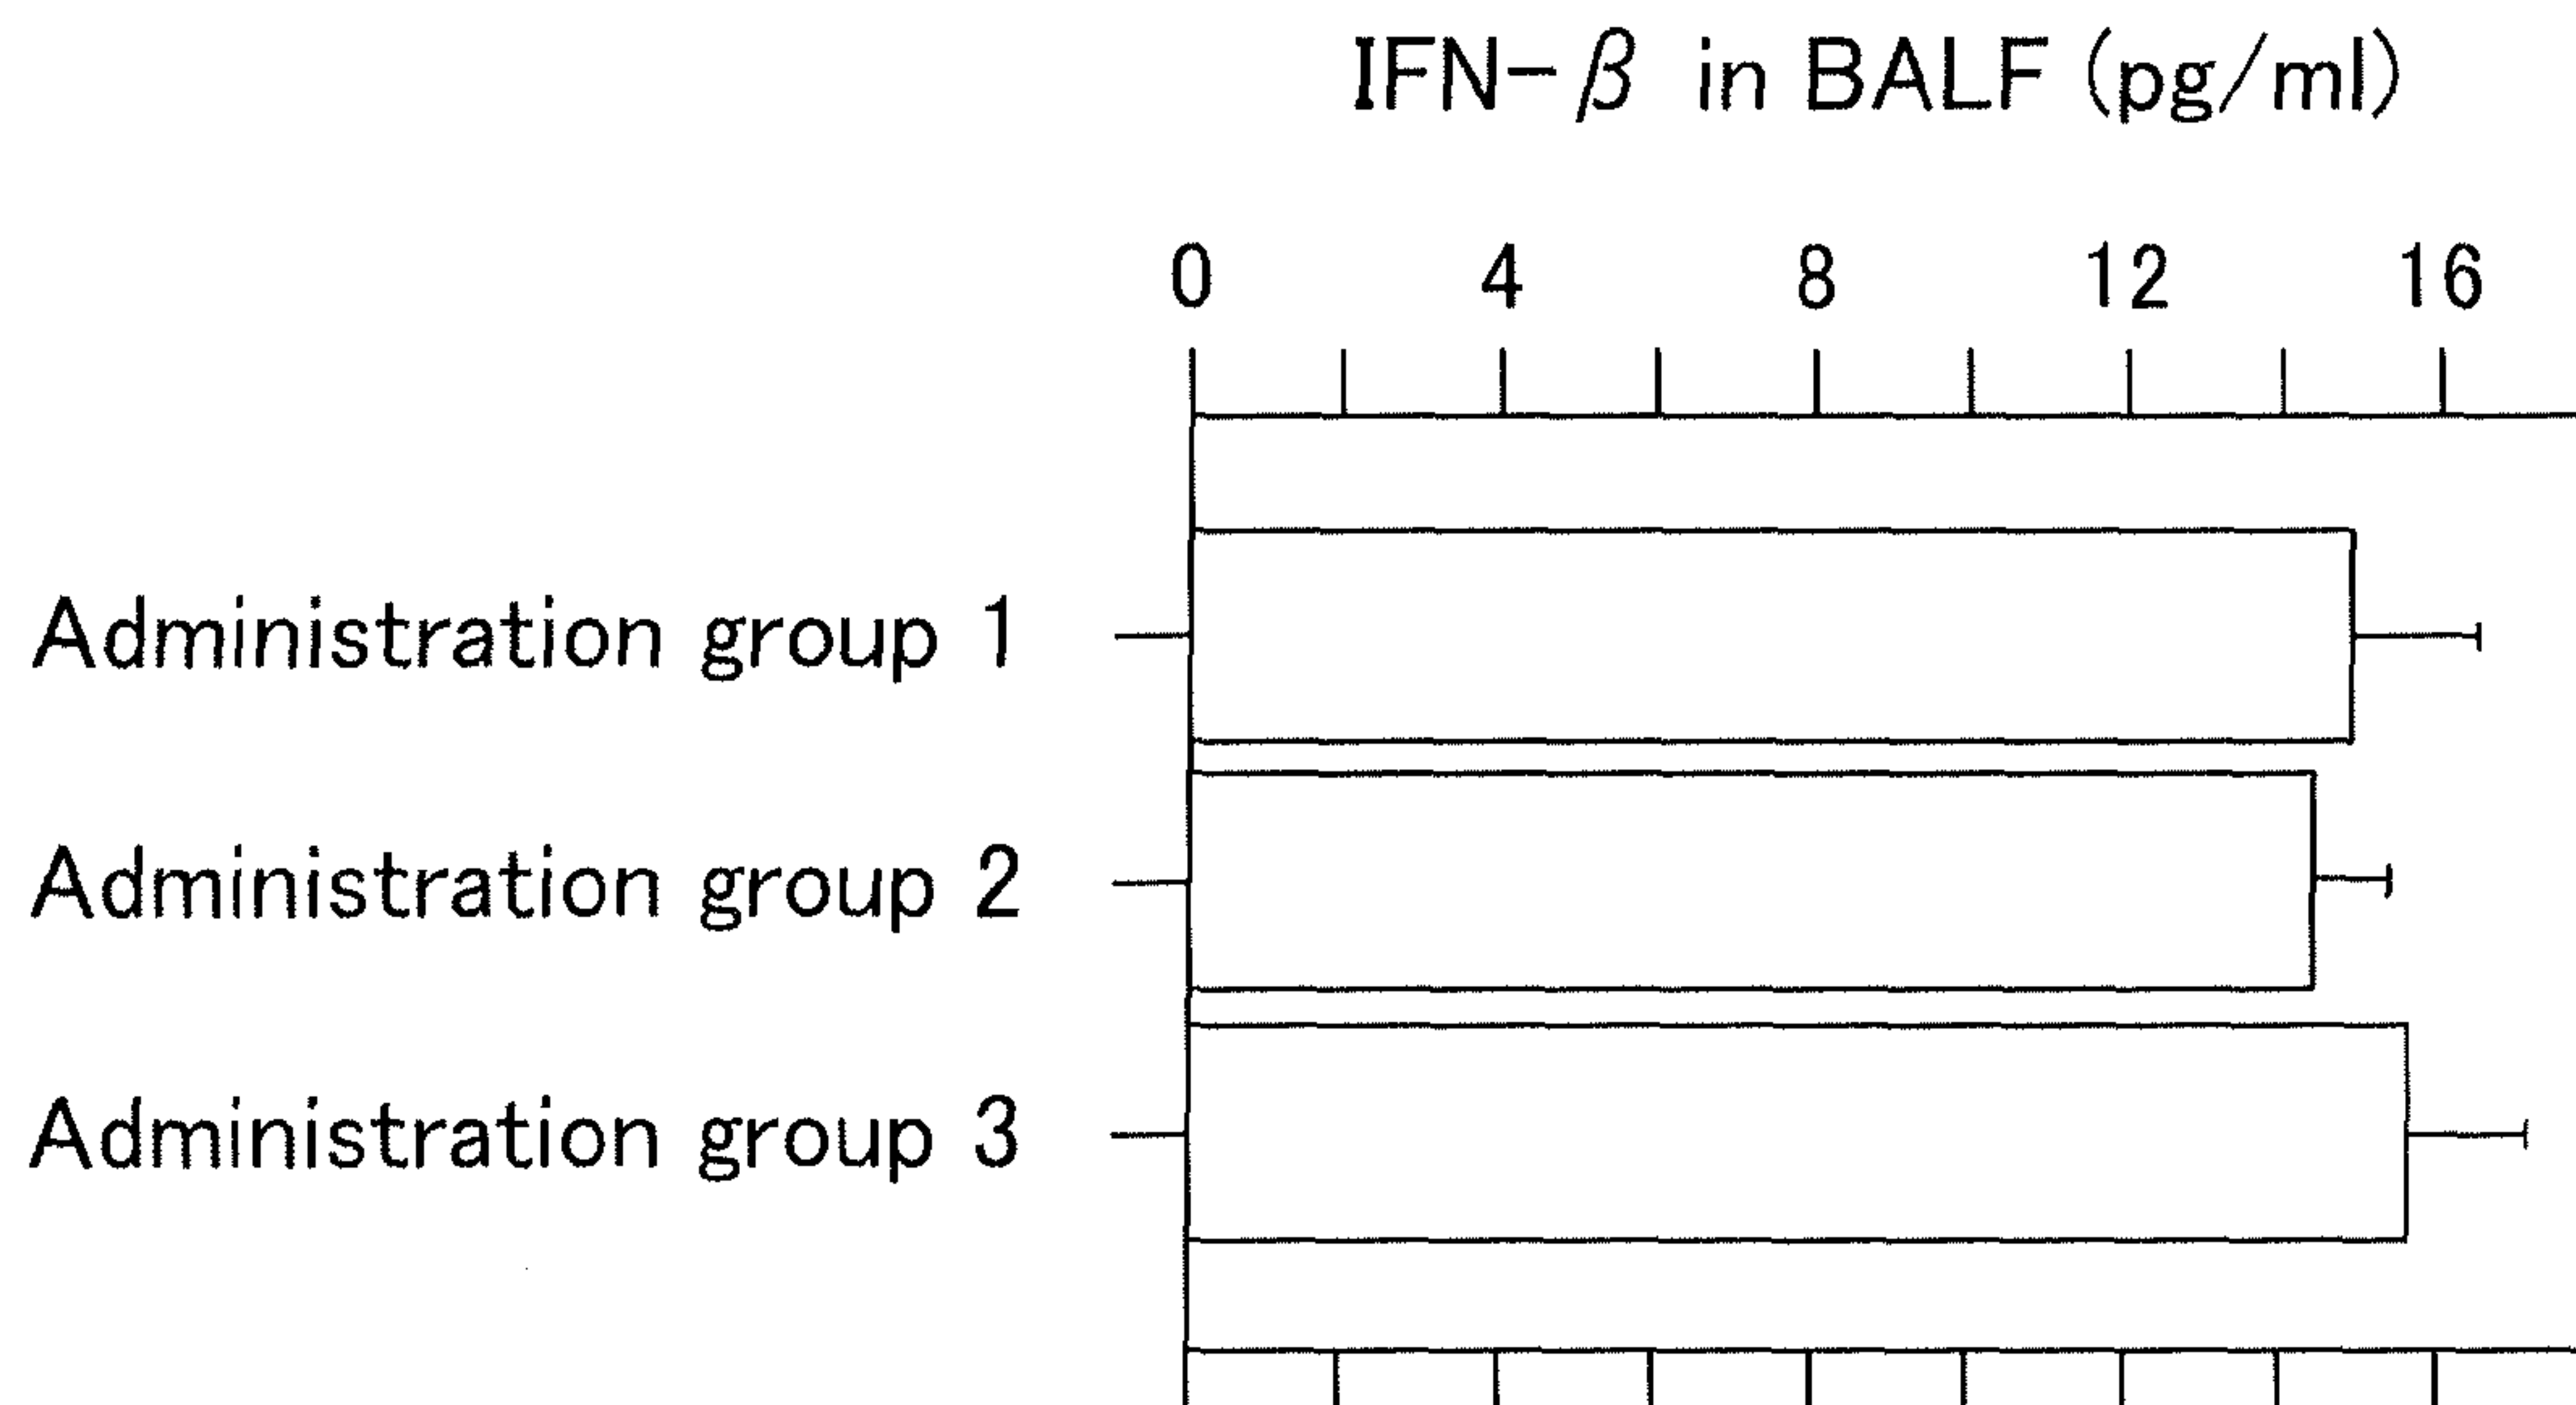 IFN-β in BALF (pg/ml)
0 4 8 12 16
Administration group 1
Administration group 2
Administration group 3